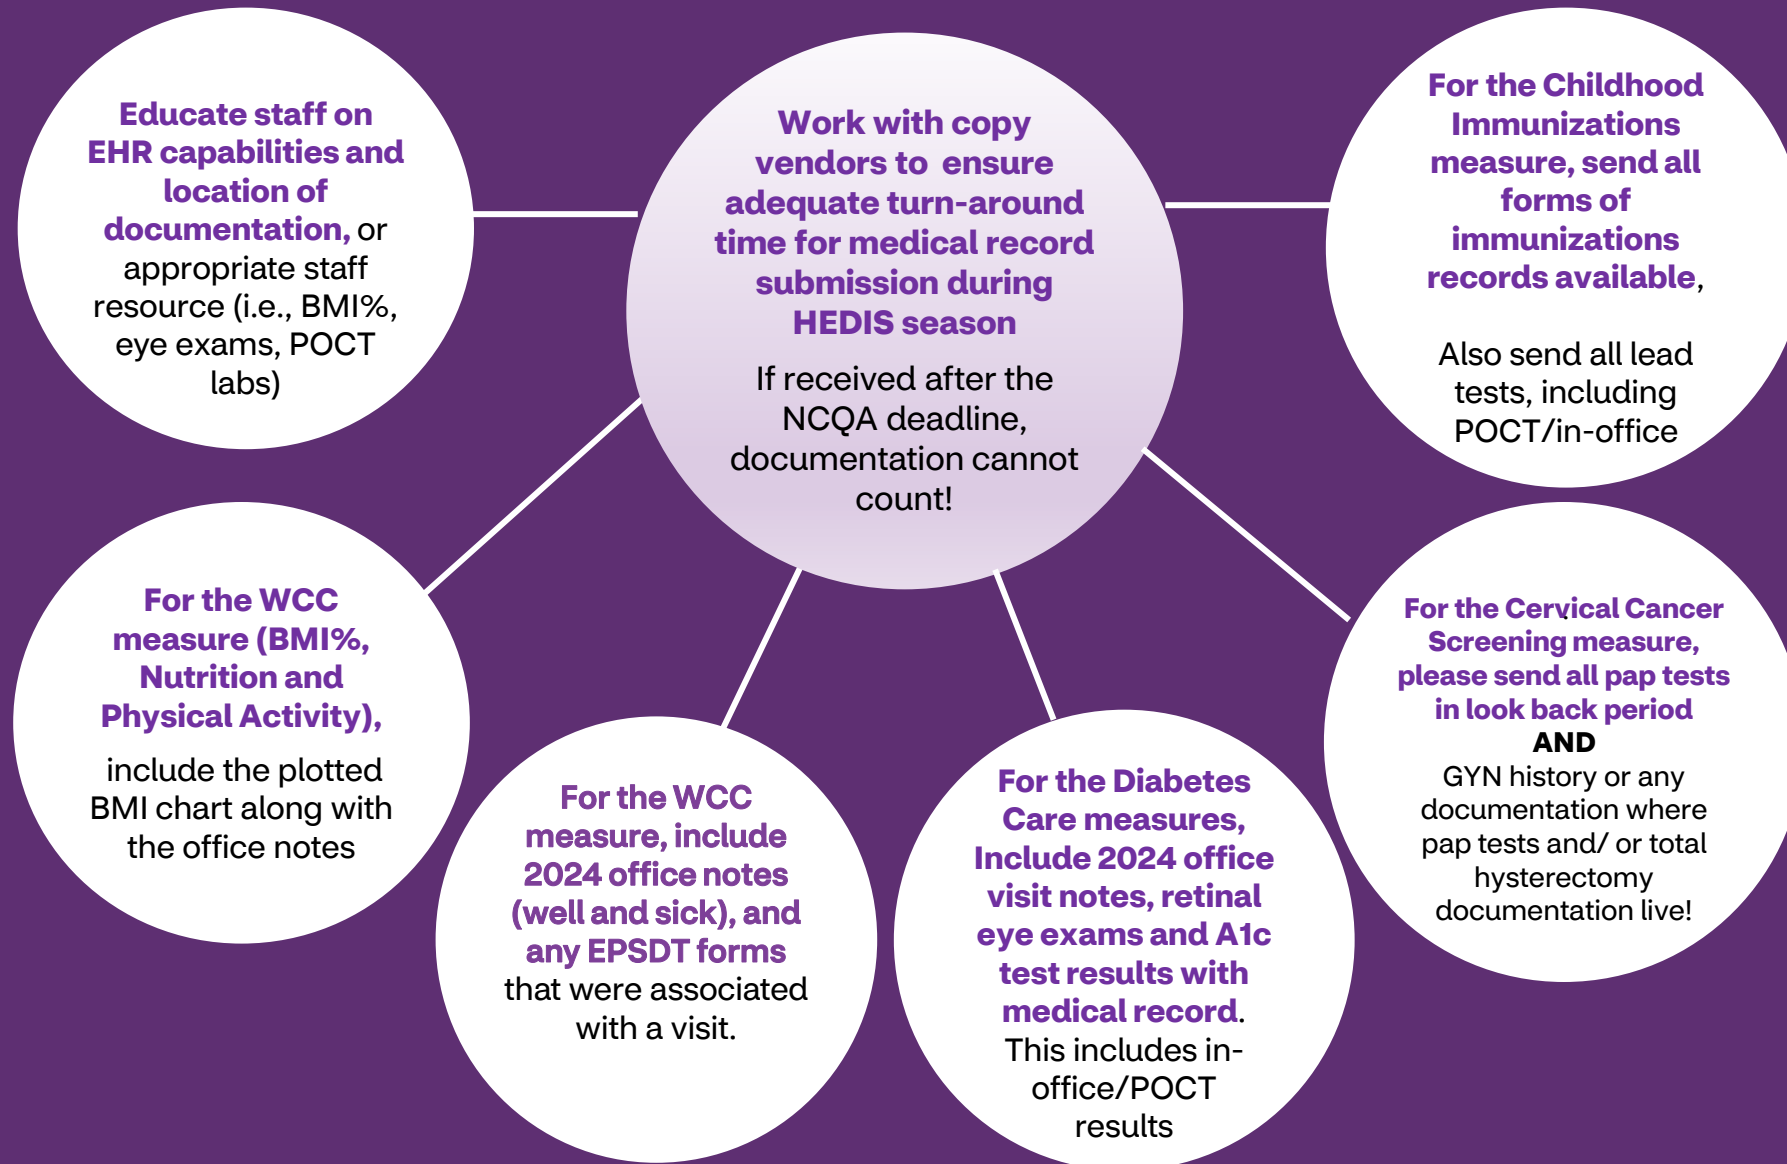 Educate staff on
EHR capabilities and
location of
documentation, or
appropriate staff
resource (i.e., BMI%,
eye exams, POCT
labs)
Work with copy
vendors to ensure
adequate turn-around
time for medical record
submission during
HEDIS season
If received after the
NCQA deadline,
documentation cannot
count!
For the Childhood
Immunizations
measure, send all
forms of
immunizations
records available,
Also send all lead
tests, including
POCT/in-office
For the WCC
measure (BMI%,
Nutrition and
Physical Activity),
include the plotted
BMI chart along with
the office notes
For the WCC
measure, include
2024 office notes
(well and sick), and
any EPSDT forms
that were associated
with a visit.
For the Diabetes
Care measures,
Include 2024 office
visit notes, retinal
eye exams and A1c
test results with
medical record.
This includes in-
office/POCT
results
For the Cervical Cancer
Screening measure,
please send all pap tests
in look back period
AND
GYN history or any
documentation where
pap tests and/ or total
hysterectomy
documentation live!